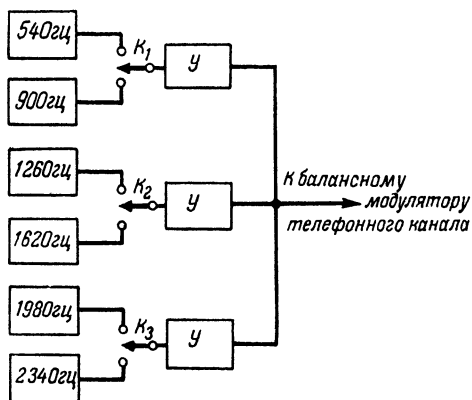 540гц
К1
У
900гц
1260гц
К2
У
1620гц
К балансному
модулятору
телефонного канала
1980гц
К3
У
2340гц